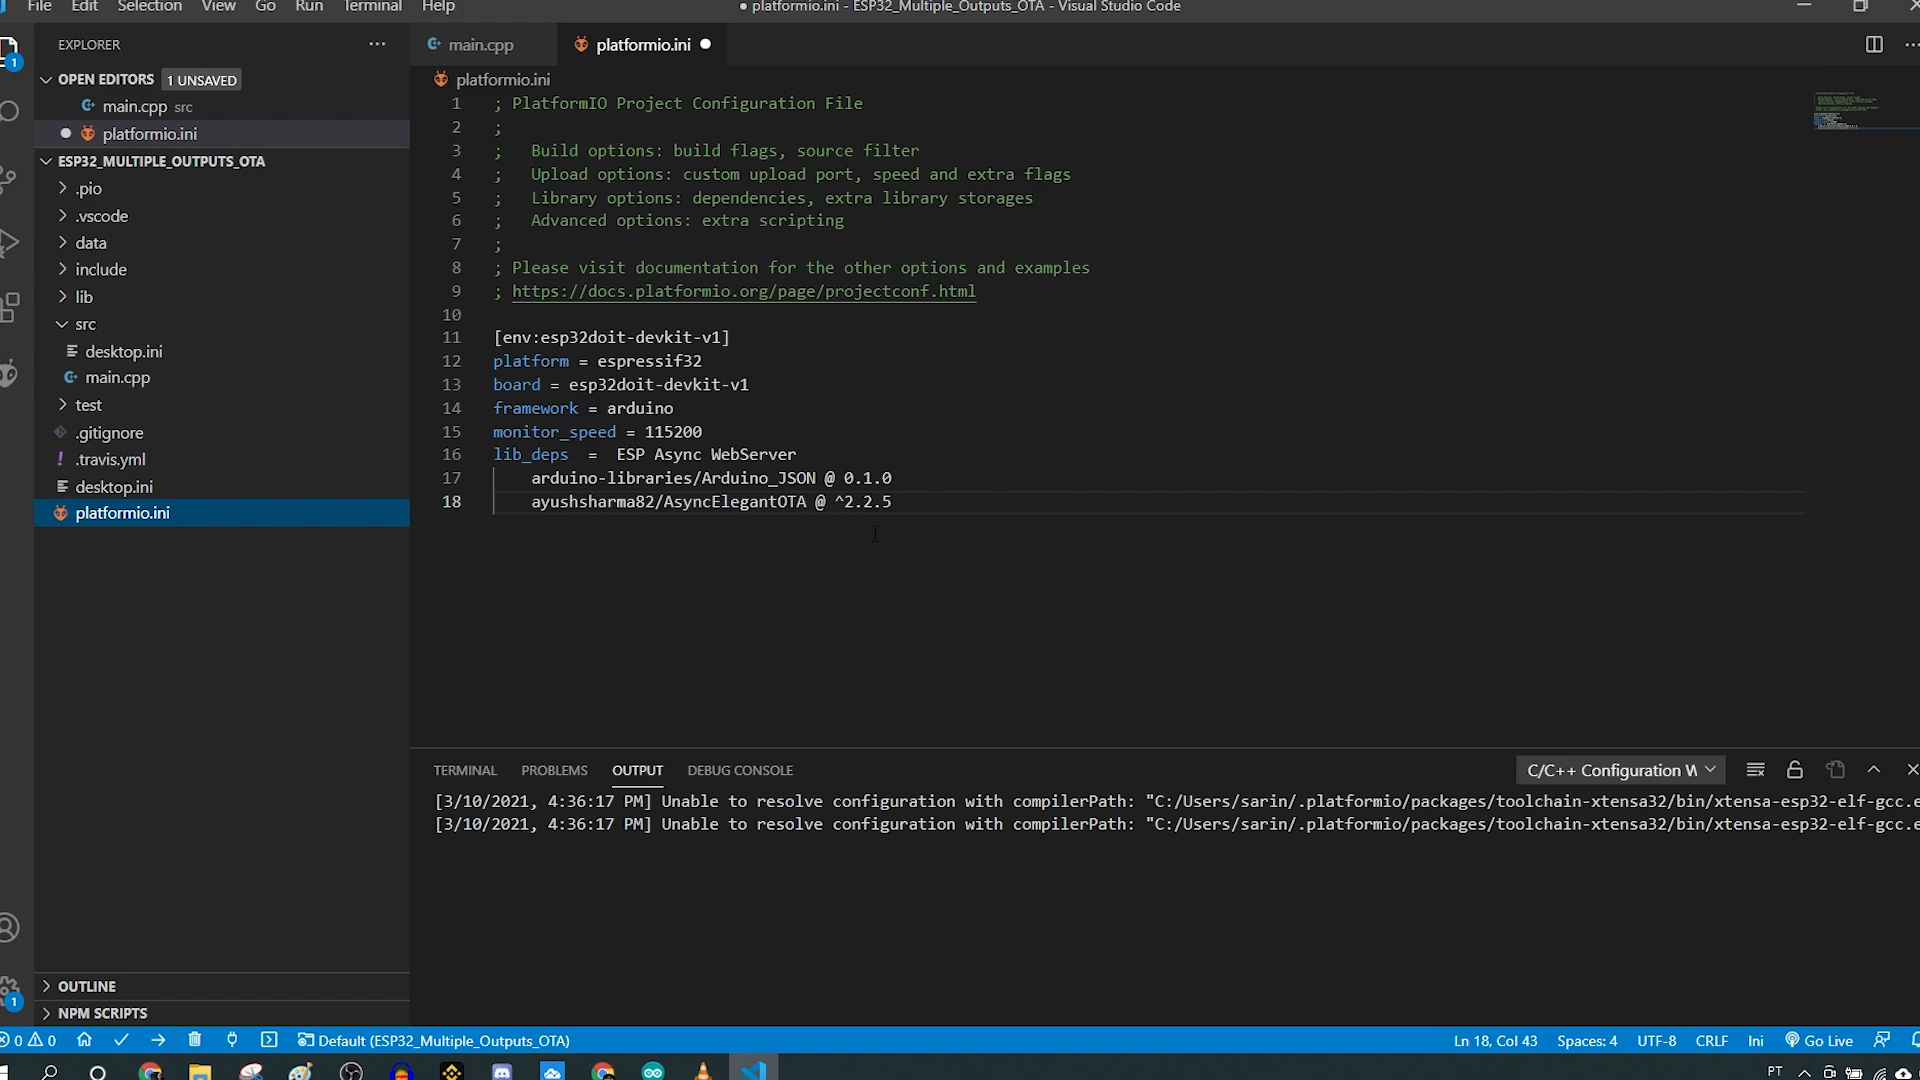 File Edit Selection View Go Run Terminal Help
● platformio.ini - ESP32_Multiple_Outputs_OTA - Visual Studio Code
EXPLORER
main.cpp
platformio.ini
OPEN EDITORS 1 UNSAVED
main.cpp src
platformio.ini
ESP32_MULTIPLE_OUTPUTS_OTA
.pio
.vscode
data
include
lib
src
desktop.ini
main.cpp
test
.gitignore
.travis.yml
desktop.ini
platformio.ini
OUTLINE
NPM SCRIPTS
1
1
platformio.ini
1 ; PlatformIO Project Configuration File
2 ;
3 ;   Build options: build flags, source filter
4 ;   Upload options: custom upload port, speed and extra flags
5 ;   Library options: dependencies, extra library storages
6 ;   Advanced options: extra scripting
7 ;
8 ; Please visit documentation for the other options and examples
9 ; https://docs.platformio.org/page/projectconf.html
10
11 [env:esp32doit-devkit-v1]
12 platform = espressif32
13 board = esp32doit-devkit-v1
14 framework = arduino
15 monitor_speed = 115200
16 lib_deps  =  ESP Async WebServer
17     arduino-libraries/Arduino_JSON @ 0.1.0
18     ayushsharma82/AsyncElegantOTA @ ^2.2.5
TERMINAL PROBLEMS OUTPUT DEBUG CONSOLE
C/C++ Configuration W
[3/10/2021, 4:36:17 PM] Unable to resolve configuration with compilerPath: "C:/Users/sarin/.platformio/packages/toolchain-xtensa32/bin/xtensa-esp32-elf-gcc.e
[3/10/2021, 4:36:17 PM] Unable to resolve configuration with compilerPath: "C:/Users/sarin/.platformio/packages/toolchain-xtensa32/bin/xtensa-esp32-elf-gcc.e
0 0 Default (ESP32_Multiple_Outputs_OTA)
Ln 18, Col 43 Spaces: 4 UTF-8 CRLF Ini Go Live
PT